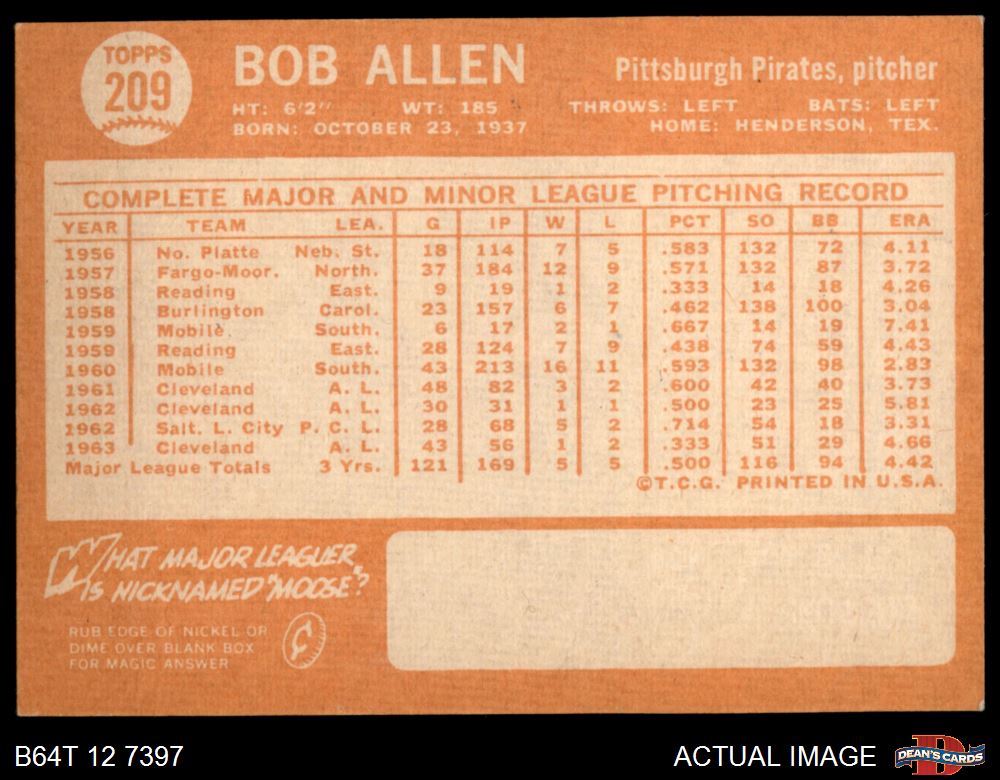 TOPPS
209
BOB ALLEN
Pittsburgh Pirates, pitcher
HT: 6'2" WT: 185 THROWS: LEFT BATS: LEFT
BORN: OCTOBER 23, 1937 HOME: HENDERSON, TEX.
COMPLETE MAJOR AND MINOR LEAGUE PITCHING RECORD
YEAR TEAM LEA. G IP W L PCT SO BB ERA
1956 No. Platte Neb. St. 18 114 7 5 .583 132 72 4.11
1957 Fargo-Moor. North. 37 184 12 9 .571 132 87 3.72
1958 Reading East. 9 19 1 2 .333 14 18 4.26
1958 Burlington Carol. 23 157 6 7 .462 138 100 3.04
1959 Mobile South. 6 17 2 1 .667 14 19 7.41
1959 Reading East. 28 124 7 9 .438 74 59 4.43
1960 Mobile South. 43 213 16 11 .593 132 98 2.83
1961 Cleveland A. L. 48 82 3 2 .600 42 40 3.73
1962 Cleveland A. L. 30 31 1 1 .500 23 25 5.81
1962 Salt. L. City P. C. L. 28 68 5 2 .714 54 18 3.31
1963 Cleveland A. L. 43 56 1 2 .333 51 29 4.66
Major League Totals 3 Yrs. 121 169 5 5 .500 116 94 4.42
©T.C.G. PRINTED IN U.S.A.
WHAT MAJOR LEAGUER
IS NICKNAMED "MOOSE"?
RUB EDGE OF NICKEL OR
DIME OVER BLANK BOX
FOR MAGIC ANSWER
¢
B64T 12 7397
ACTUAL IMAGE
DEAN'S CARDS